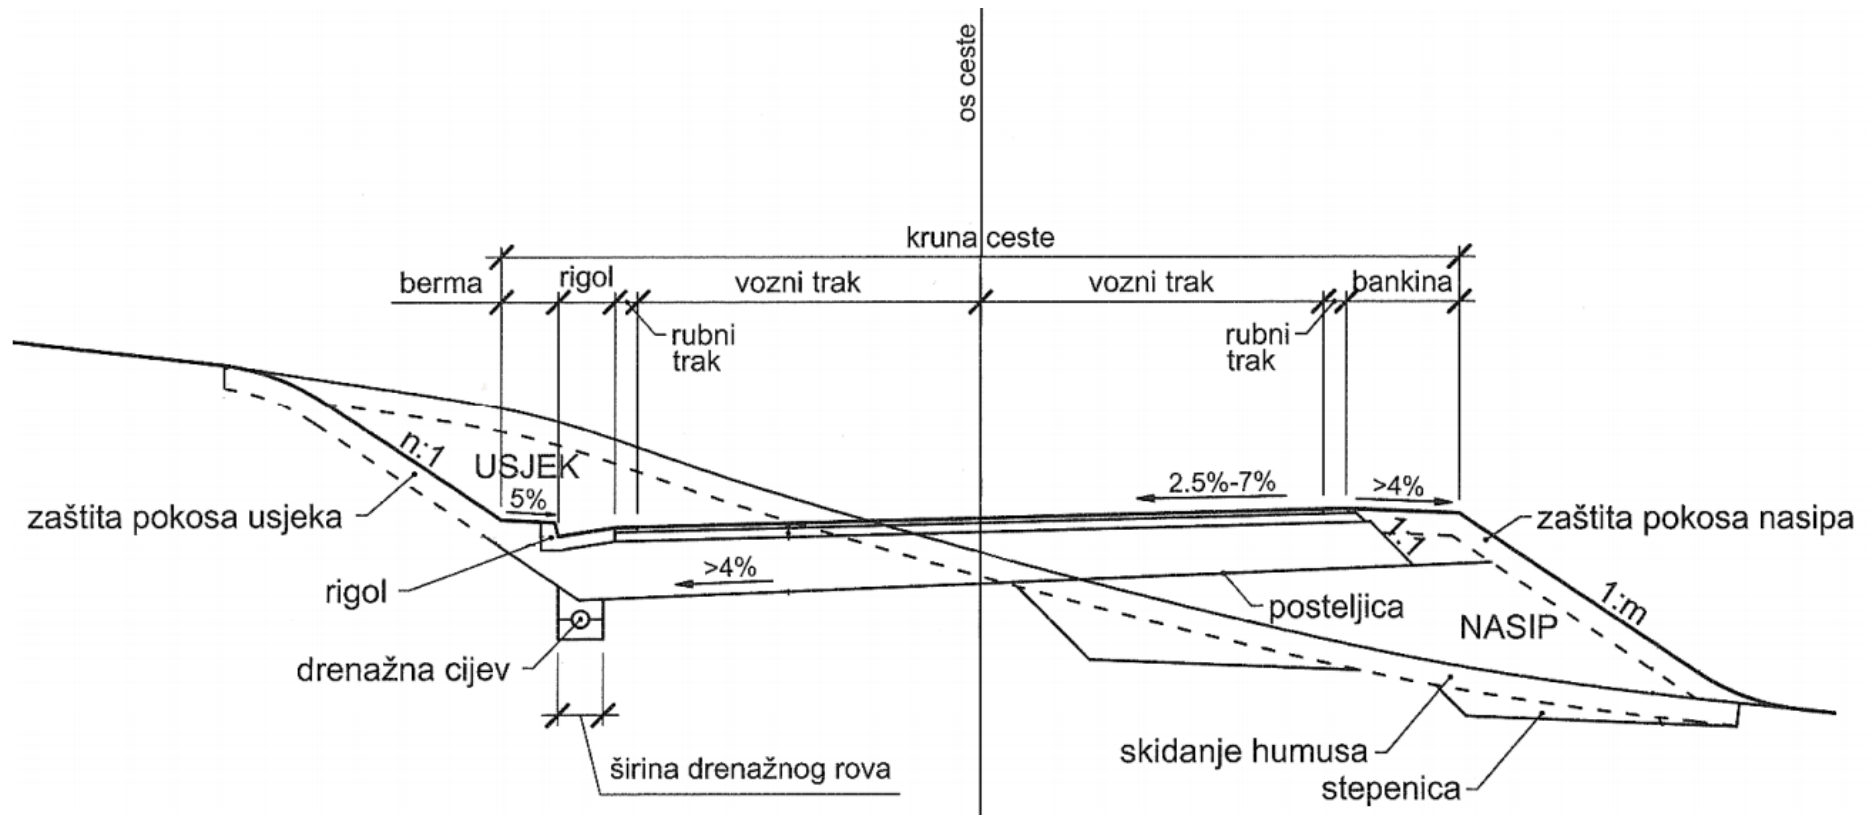 os ceste
kruna ceste
berma
rigol
vozni trak
vozni trak
bankina
rubni
trak
rubni
trak
n:1
USJEK
5%
2.5%-7%
>4%
zaštita pokosa usjeka
zaštita pokosa nasipa
1:1
>4%
rigol
posteljica
1:m
NASIP
drenažna cijev
skidanje humusa
širina drenažnog rova
stepenica